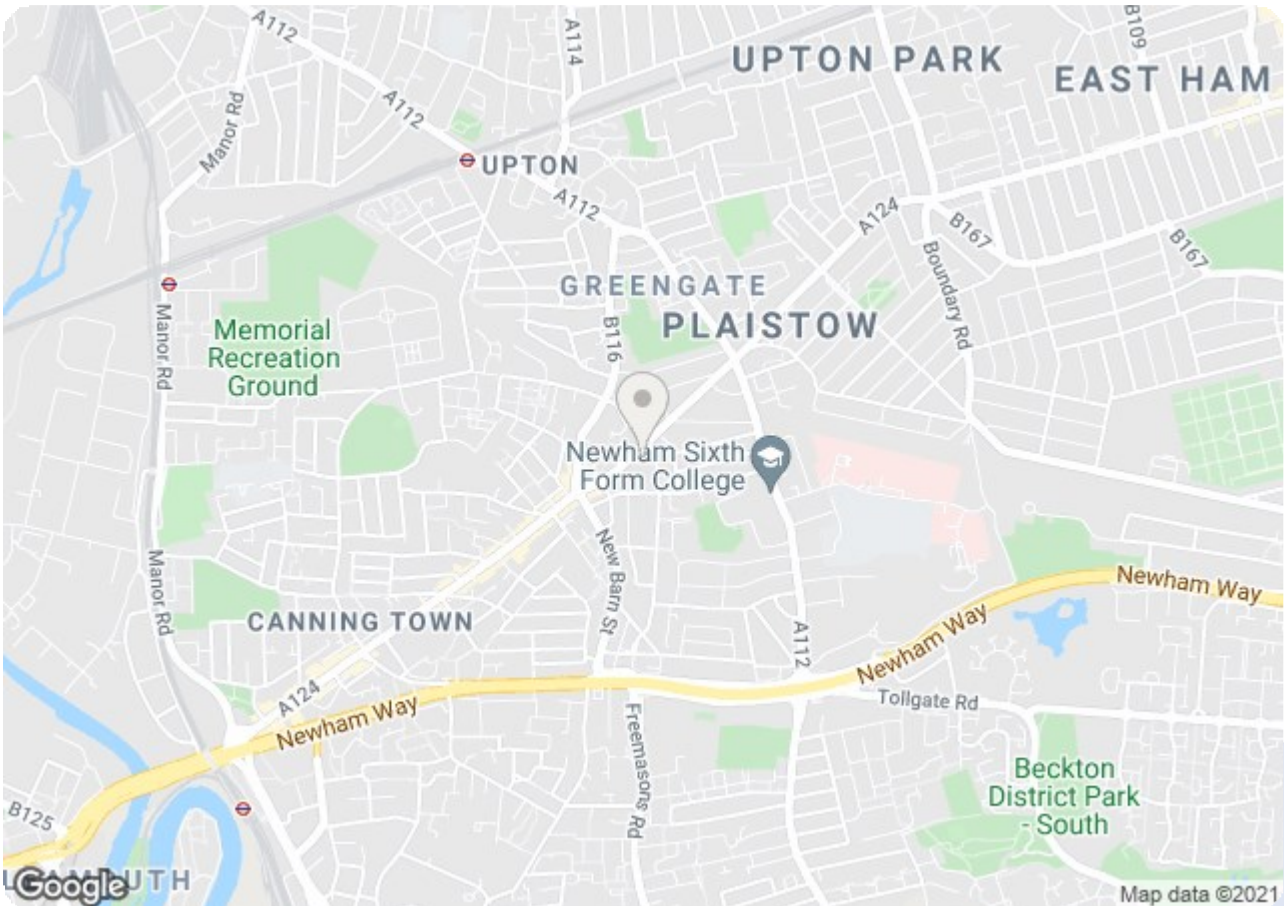 A112
A114
B109
UPTON PARK
EAST HAM
A112
Manor Rd
UPTON
A112
A124
B167
B167
Boundary Rd
GREENGATE
PLAISTOW
Manor Rd
Memorial
Recreation
Ground
B116
Newham Sixth
Form College
New Barn St
Manor Rd
Newham Way
CANNING TOWN
A112
Newham Way
A124
Newham Way
Tollgate Rd
Freemasons Rd
Beckton
District Park
- South
B125
Google
Map data ©2021